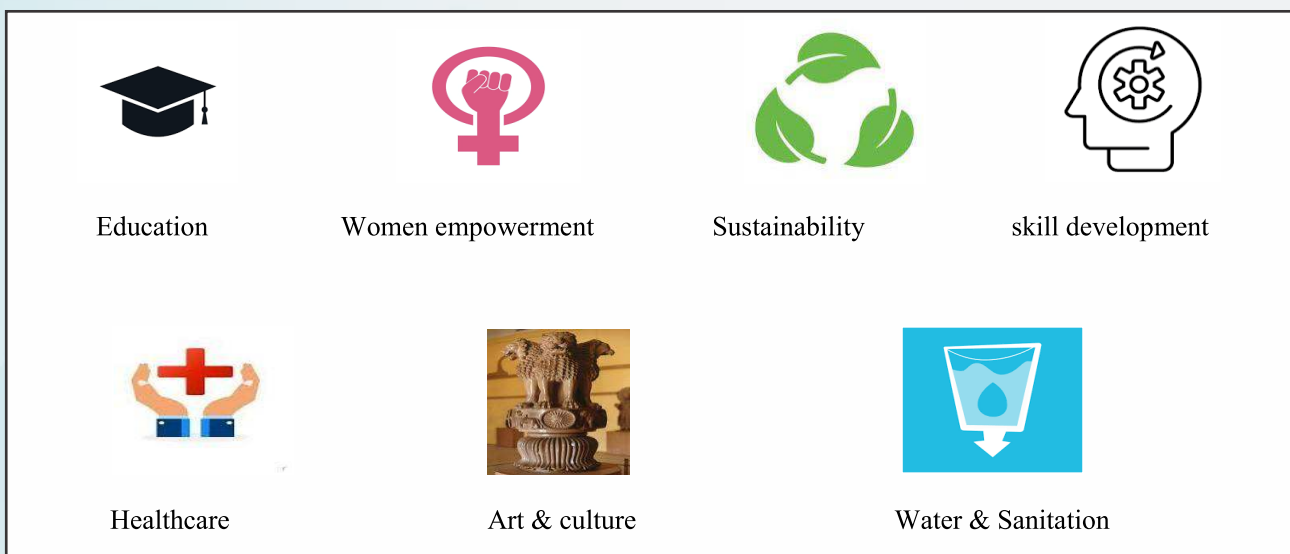 Education
Women empowerment
Sustainability
skill development
Healthcare
Art & culture
Water & Sanitation